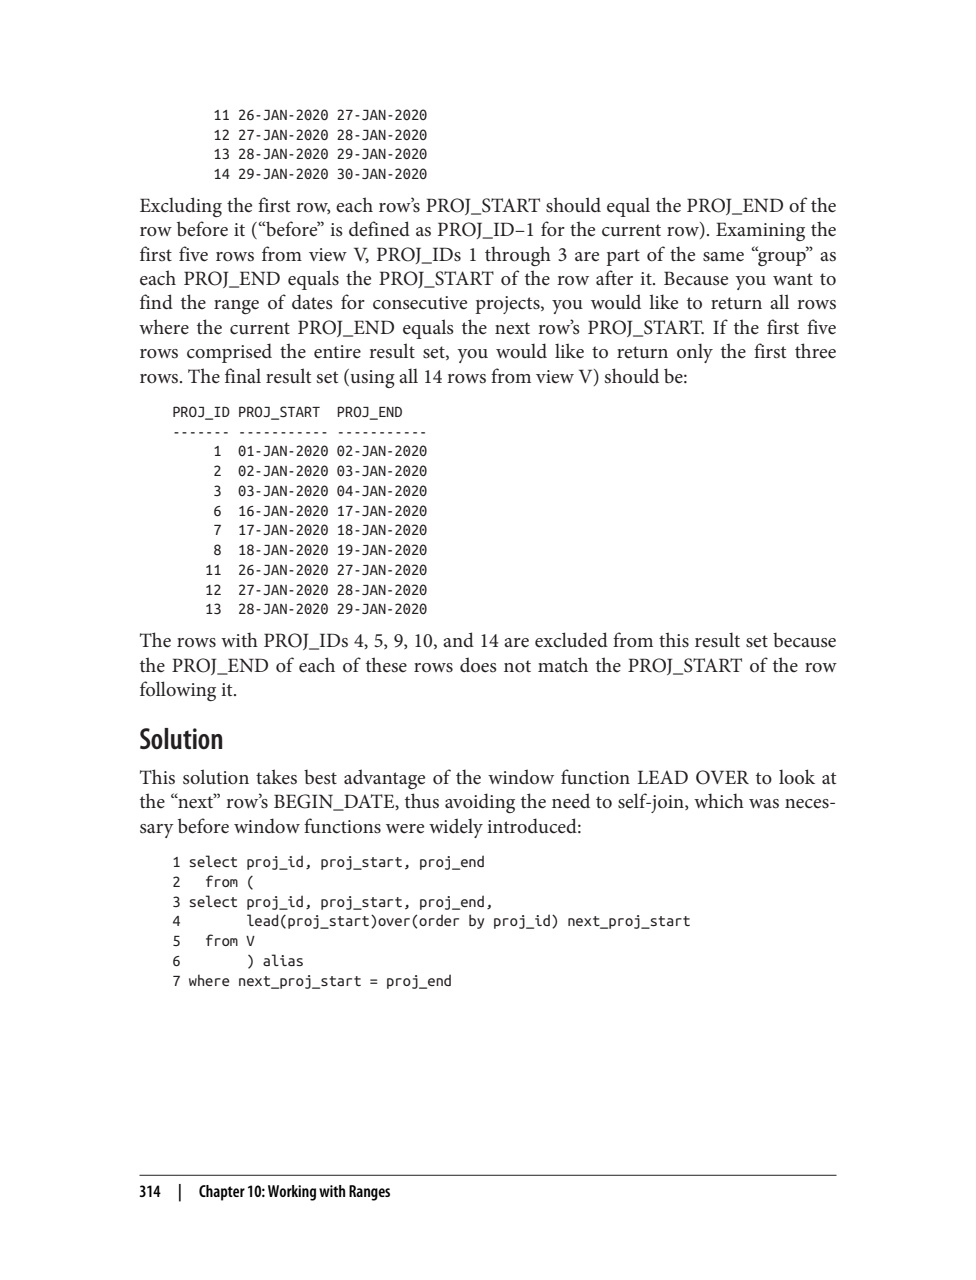 11 26-JAN-2020 27-JAN-2020
12 27-JAN-2020 28-JAN-2020
13 28-JAN-2020 29-JAN-2020
14 29-JAN-2020 30-JAN-2020
Excluding the first row, each row’s PROJ_START should equal the PROJ_END of the
row before it (“before” is defined as PROJ_ID–1 for the current row). Examining the
first five rows from view V, PROJ_IDs 1 through 3 are part of the same “group” as
each PROJ_END equals the PROJ_START of the row after it. Because you want to
find the range of dates for consecutive projects, you would like to return all rows
where the current PROJ_END equals the next row’s PROJ_START. If the first five
rows comprised the entire result set, you would like to return only the first three
rows. The final result set (using all 14 rows from view V) should be:
PROJ_ID PROJ_START  PROJ_END
------- ----------- -----------
1  01-JAN-2020 02-JAN-2020
2  02-JAN-2020 03-JAN-2020
3  03-JAN-2020 04-JAN-2020
6  16-JAN-2020 17-JAN-2020
7  17-JAN-2020 18-JAN-2020
8  18-JAN-2020 19-JAN-2020
11  26-JAN-2020 27-JAN-2020
12  27-JAN-2020 28-JAN-2020
13  28-JAN-2020 29-JAN-2020
The rows with PROJ_IDs 4, 5, 9, 10, and 14 are excluded from this result set because
the PROJ_END of each of these rows does not match the PROJ_START of the row
following it.
Solution
This solution takes best advantage of the window function LEAD OVER to look at
the “next” row’s BEGIN_DATE, thus avoiding the need to self-join, which was neces-
sary before window functions were widely introduced:
1 select proj_id, proj_start, proj_end
2   from (
3 select proj_id, proj_start, proj_end,
4        lead(proj_start)over(order by proj_id) next_proj_start
5   from V
6        ) alias
7 where next_proj_start = proj_end
314 | Chapter 10: Working with Ranges